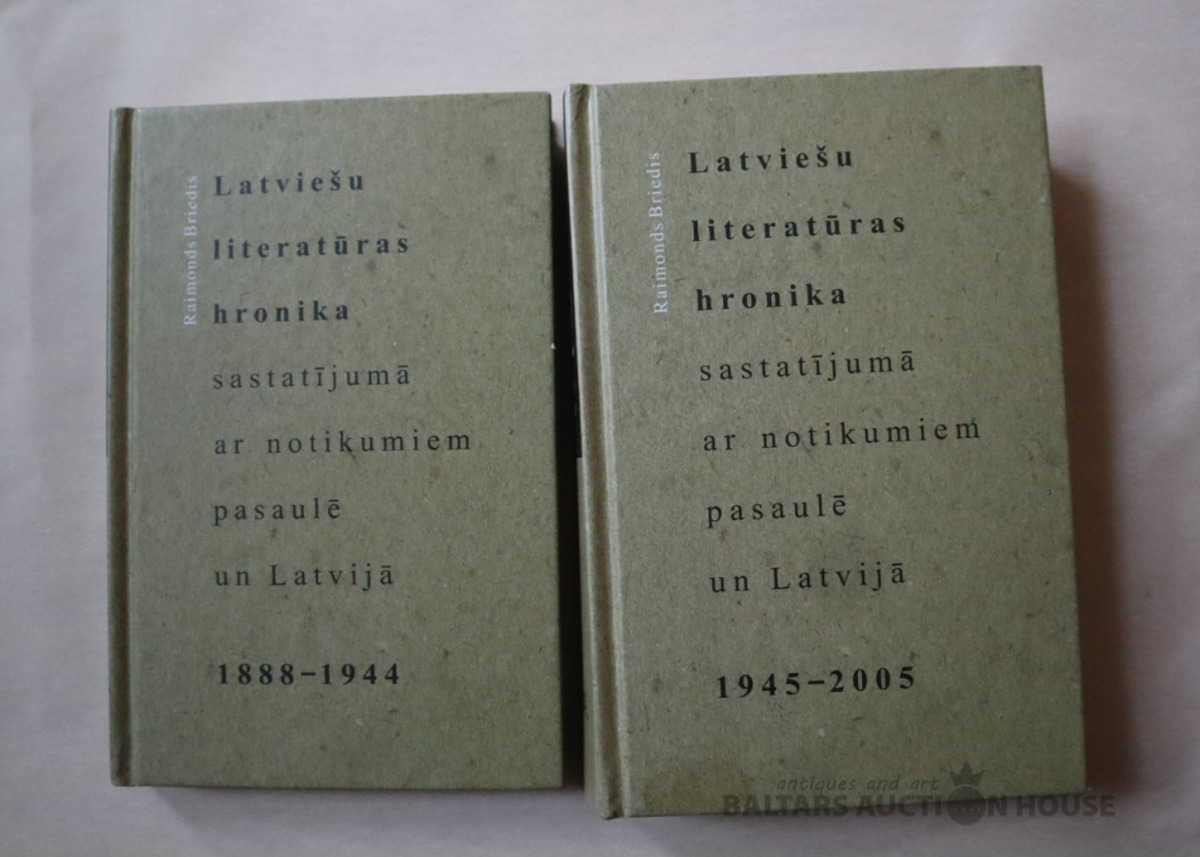 Raimonds Briedis
Latviešu
literatūras
hronika
sastatījumā
ar notikumiem
pasaulē
un Latvijā
1888–1944
Raimonds Briedis
Latviešu
literatūras
hronika
sastatījumā
ar notikumiem
pasaulē
un Latvijā
1945–2005
antiques and art
BALTARS AUCTION HOUSE